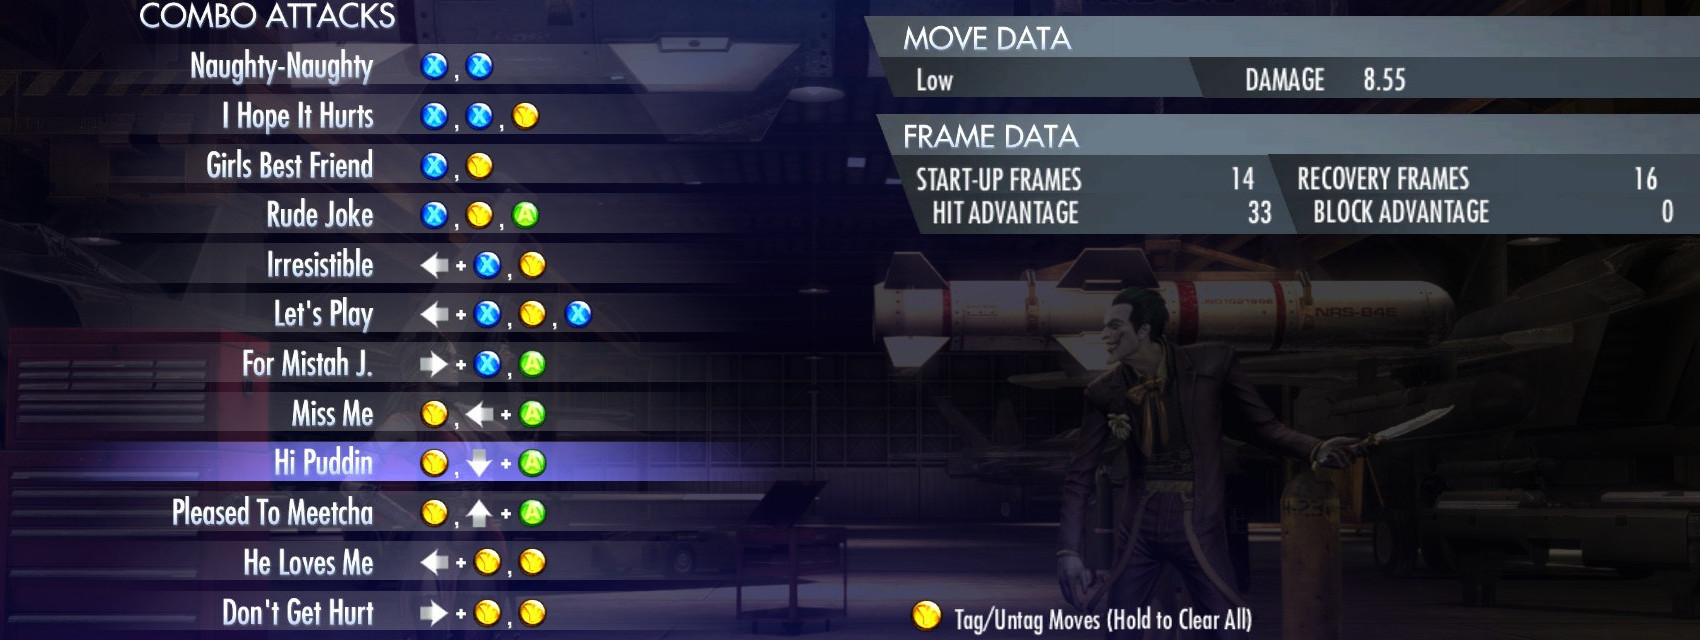 COMBO ATTACKS
Naughty-Naughty X , X
I Hope It Hurts X , X , Y
Girls Best Friend X , Y
Rude Joke X , Y , A
Irresistible + X , Y
Let's Play + X , Y , X
For Mistah J. + X , A
Miss Me Y , + A
Hi Puddin Y , + A
Pleased To Meetcha Y , + A
He Loves Me + Y , Y
Don't Get Hurt + Y , Y
MOVE DATA
Low DAMAGE 8.55
FRAME DATA
START-UP FRAMES 14 RECOVERY FRAMES 16
HIT ADVANTAGE 33 BLOCK ADVANTAGE 0
NRS-84E
Y Tag/Untag Moves (Hold to Clear All)